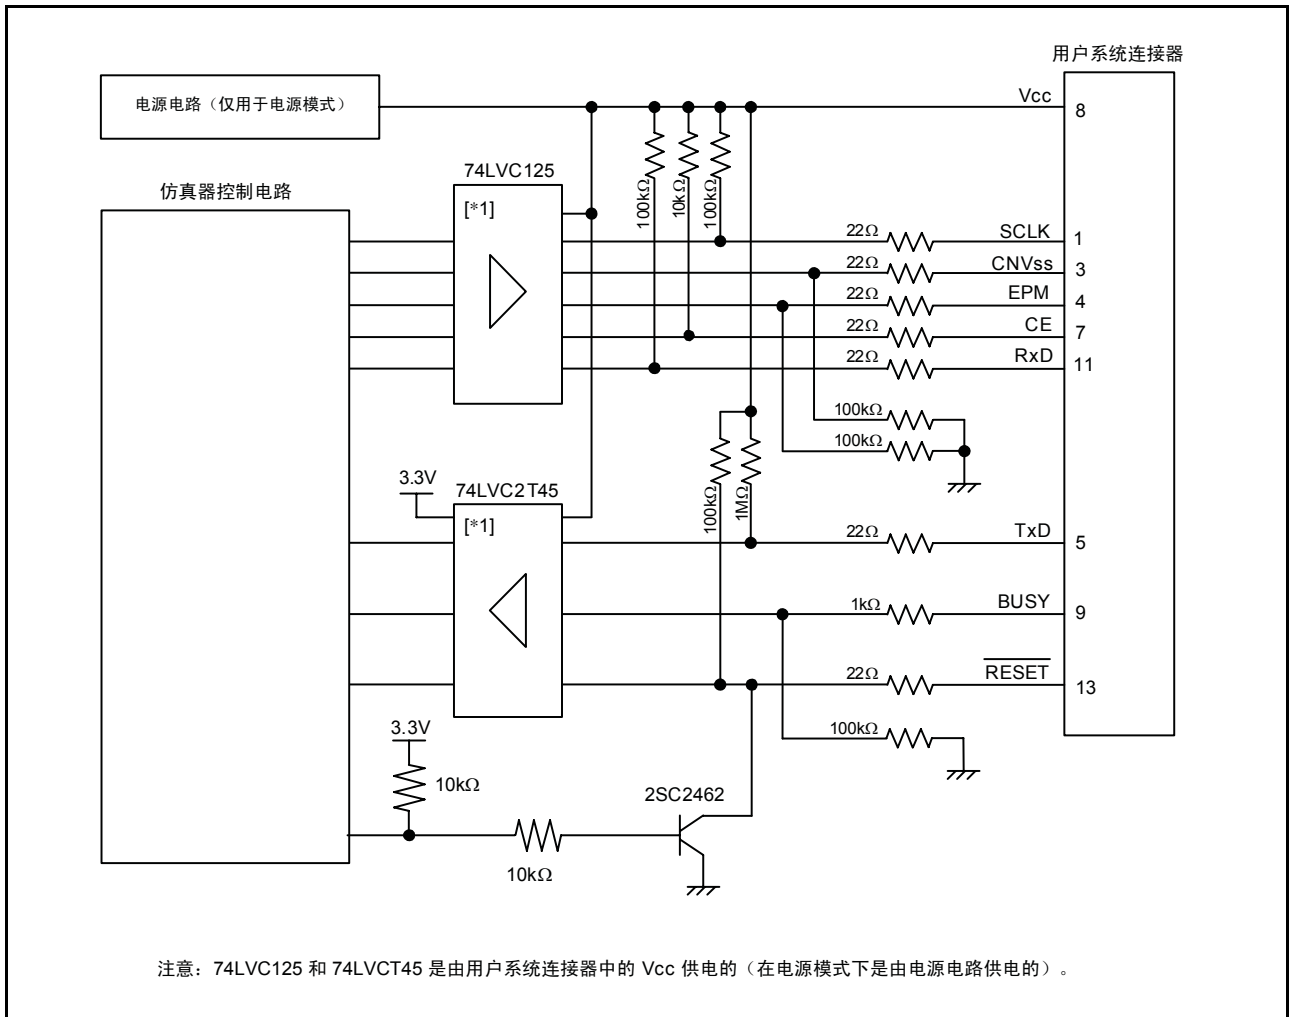 用户系统连接器
电源电路（仅用于电源模式）
Vcc
8
74LVC125
仿真器控制电路
[*1]
100kΩ
10kΩ
100kΩ
22Ω
SCLK
1
22Ω
CNVss
3
22Ω
EPM
4
22Ω
CE
7
22Ω
RxD
11
100kΩ
100kΩ
3.3V
74LVC2T45
[*1]
100kΩ
1MΩ
22Ω
TxD
5
1kΩ
BUSY
9
22Ω
RESET
13
100kΩ
3.3V
10kΩ
2SC2462
10kΩ
注意：74LVC125 和 74LVCT45 是由用户系统连接器中的 Vcc 供电的（在电源模式下是由电源电路供电的）。